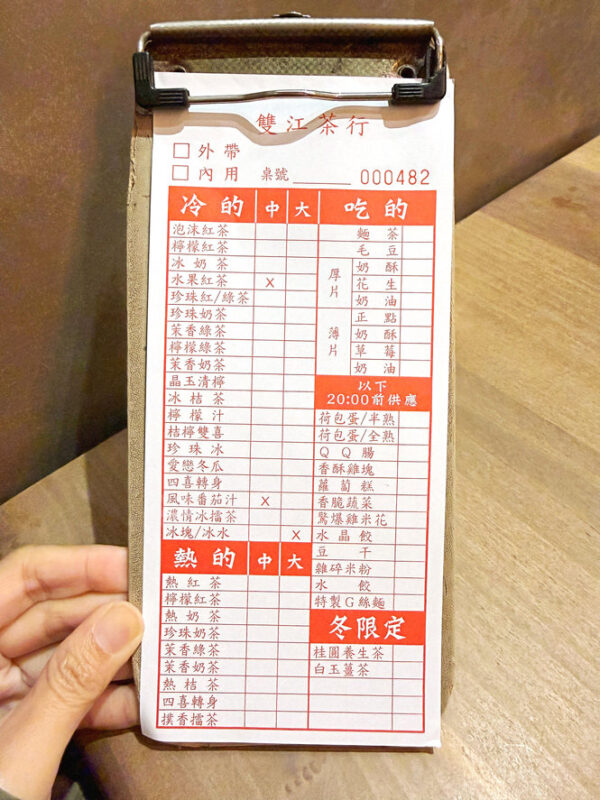 雙江茶行
□ 外帶
□ 內用 桌號______ 000482
冷的 中 大
泡沫紅茶
檸檬紅茶
冰奶茶
水果紅茶 X
珍珠紅/綠茶
珍珠奶茶
茉香綠茶
檸檬綠茶
茉香奶茶
晶玉清檸
冰桔茶
檸檬汁
桔檸雙喜
珍珠冰
愛戀冬瓜
四喜轉身
風味番茄汁 X
濃情冰擂茶
冰塊/冰水 X
熱的 中 大
熱紅茶
檸檬紅茶
熱奶茶
珍珠奶茶
茉香綠茶
茉香奶茶
熱桔茶
四喜轉身
撲香擂茶
吃的
麵茶
毛豆
厚片
奶酥
花生
奶油
薄片
正點
奶酥
草莓
奶油
以下
20:00前供應
荷包蛋/半熟
荷包蛋/全熟
QQ腸
香酥雞塊
蘿蔔糕
香脆蔬菜
驚爆雞米花
水晶餃
豆干
雞碎米粉
水餃
特製G絲麵
冬限定
桂圓養生茶
白玉薑茶